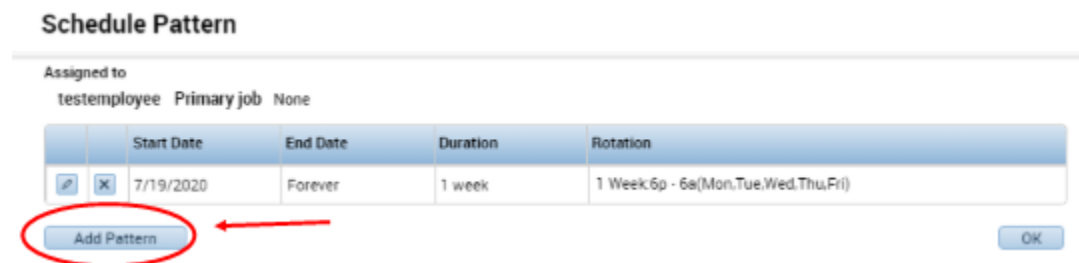 Schedule Pattern
Assigned to
testemployee Primary job None
Start Date End Date Duration Rotation
7/19/2020 Forever 1 week 1 Week:6p - 6a(Mon,Tue,Wed,Thu,Fri)
Add Pattern OK